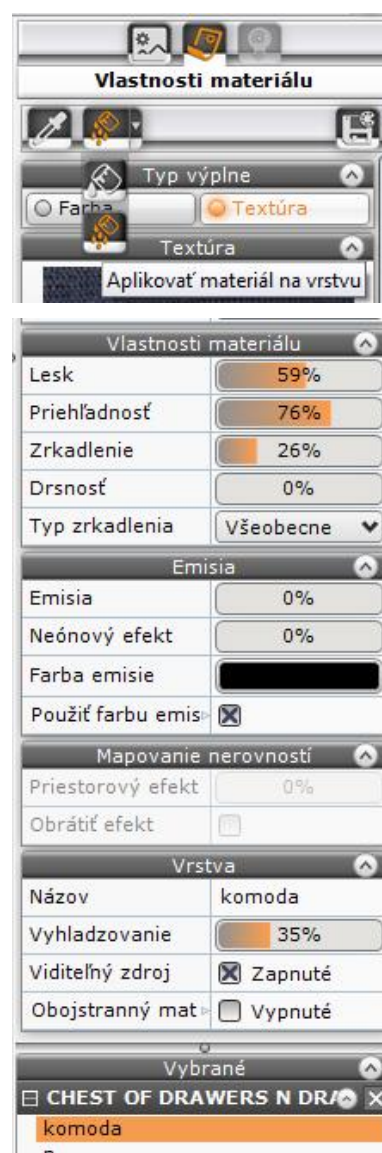 Vlastnosti materiálu
Typ výplne
Farba Textúra
Textúra
Aplikovať materiál na vrstvu
Vlastnosti materiálu
Lesk 59%
Priehľadnosť 76%
Zrkadlenie 26%
Drsnosť 0%
Typ zrkadlenia Všeobecne
Emisia
Emisia 0%
Neónový efekt 0%
Farba emisie
Použiť farbu emis
Mapovanie nerovností
Priestorový efekt 0%
Obrátiť efekt
Vrstva
Názov komoda
Vyhladzovanie 35%
Viditeľný zdroj Zapnuté
Obojstranný mat Vypnuté
Vybrané
CHEST OF DRAWERS N DRA
komoda